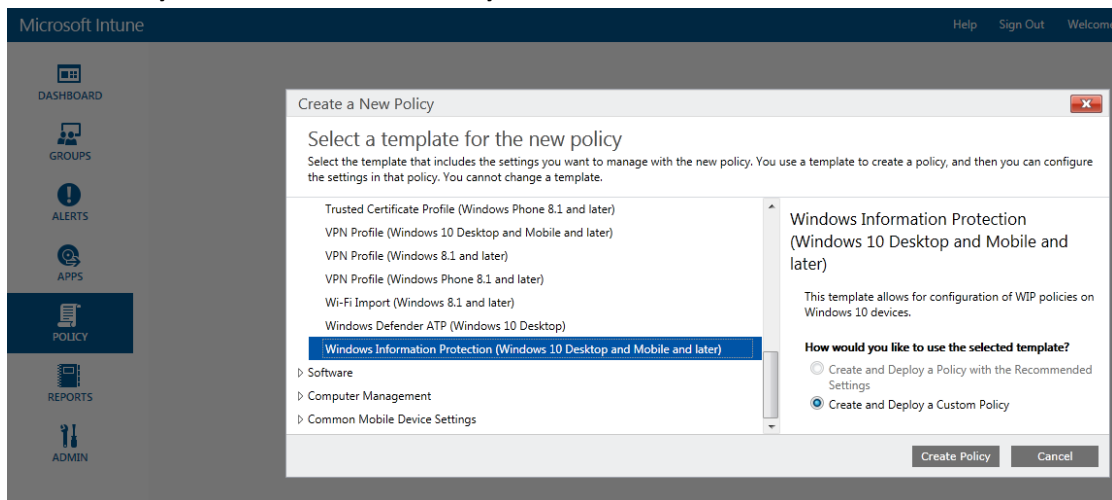 Microsoft Intune
Help Sign Out Welcome
DASHBOARD
GROUPS
ALERTS
APPS
POLICY
REPORTS
ADMIN
Create a New Policy
Select a template for the new policy
Select the template that includes the settings you want to manage with the new policy. You use a template to create a policy, and then you can configure
the settings in that policy. You cannot change a template.
Trusted Certificate Profile (Windows Phone 8.1 and later)
VPN Profile (Windows 10 Desktop and Mobile and later)
VPN Profile (Windows 8.1 and later)
VPN Profile (Windows Phone 8.1 and later)
Wi-Fi Import (Windows 8.1 and later)
Windows Defender ATP (Windows 10 Desktop)
Windows Information Protection (Windows 10 Desktop and Mobile and later)
Software
Computer Management
Common Mobile Device Settings
Windows Information Protection
(Windows 10 Desktop and Mobile and
later)
This template allows for configuration of WIP policies on
Windows 10 devices.
How would you like to use the selected template?
Create and Deploy a Policy with the Recommended
Settings
Create and Deploy a Custom Policy
Create Policy Cancel